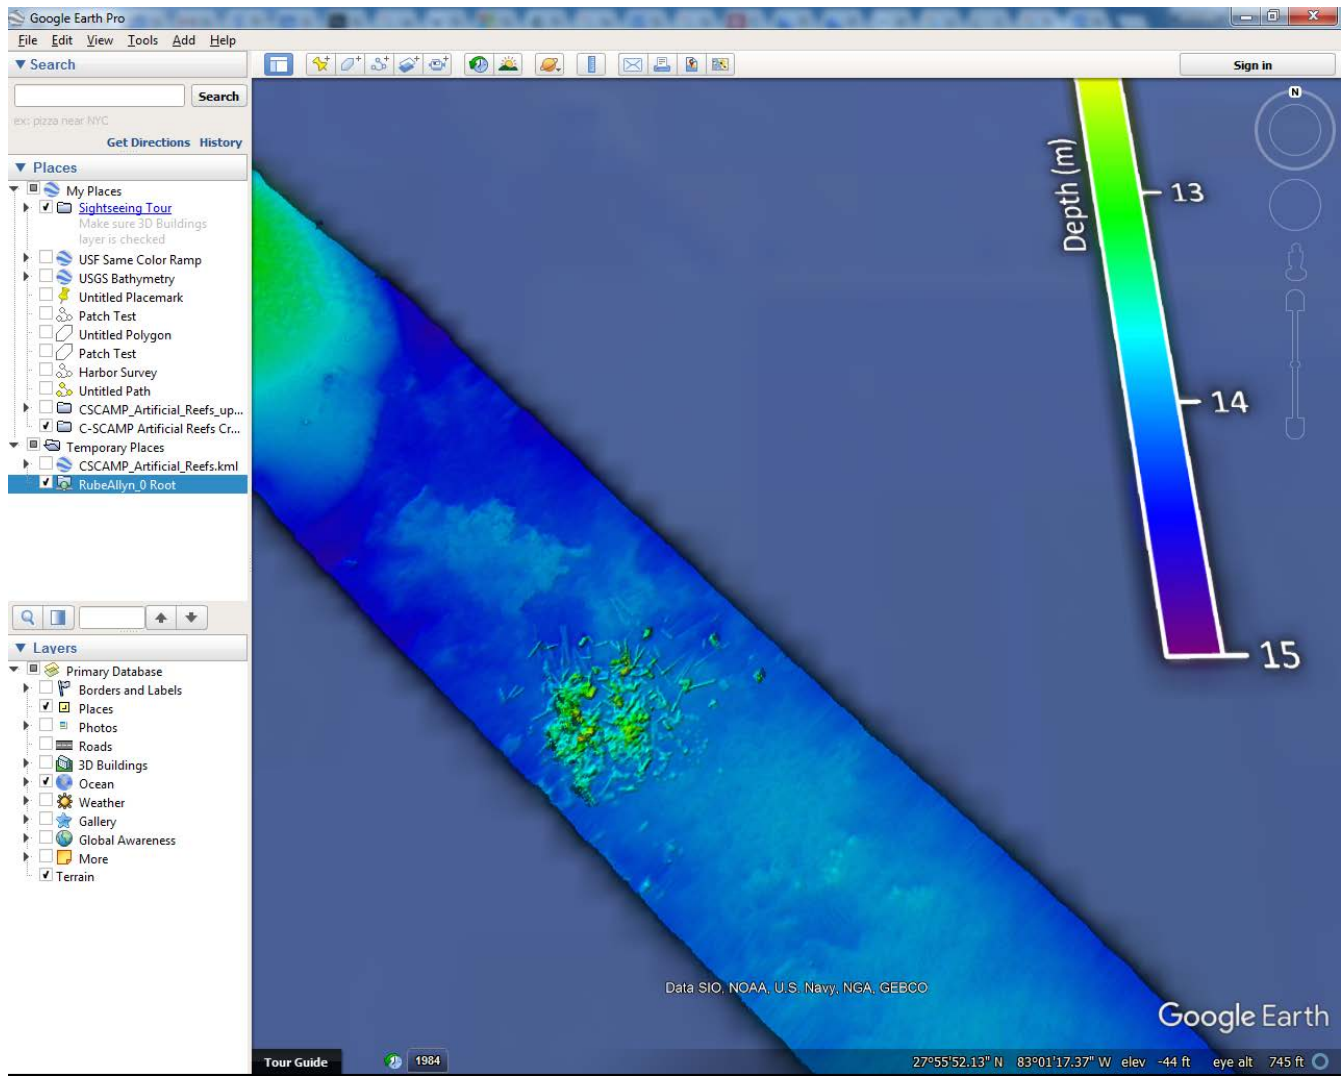 Google Earth Pro
File Edit View Tools Add Help
Search
Sign in
Search
ex: pizza near NYC
Get Directions History
Places
My Places
Sightseeing Tour
Make sure 3D Buildings
layer is checked
USF Same Color Ramp
USGS Bathymetry
Untitled Placemark
Patch Test
Untitled Polygon
Patch Test
Harbor Survey
Untitled Path
CSCAMP_Artificial_Reefs_up...
C-SCAMP Artificial Reefs Cr...
Temporary Places
CSCAMP_Artificial_Reefs.kml
RubeAllyn_0 Root
Layers
Primary Database
Borders and Labels
Places
Photos
Roads
3D Buildings
Ocean
Weather
Gallery
Global Awareness
More
Terrain
N
Depth (m)
13
14
15
Data SIO, NOAA, U.S. Navy, NGA, GEBCO
Google Earth
Tour Guide
1984
27°55'52.13" N 83°01'17.37" W elev -44 ft eye alt 745 ft